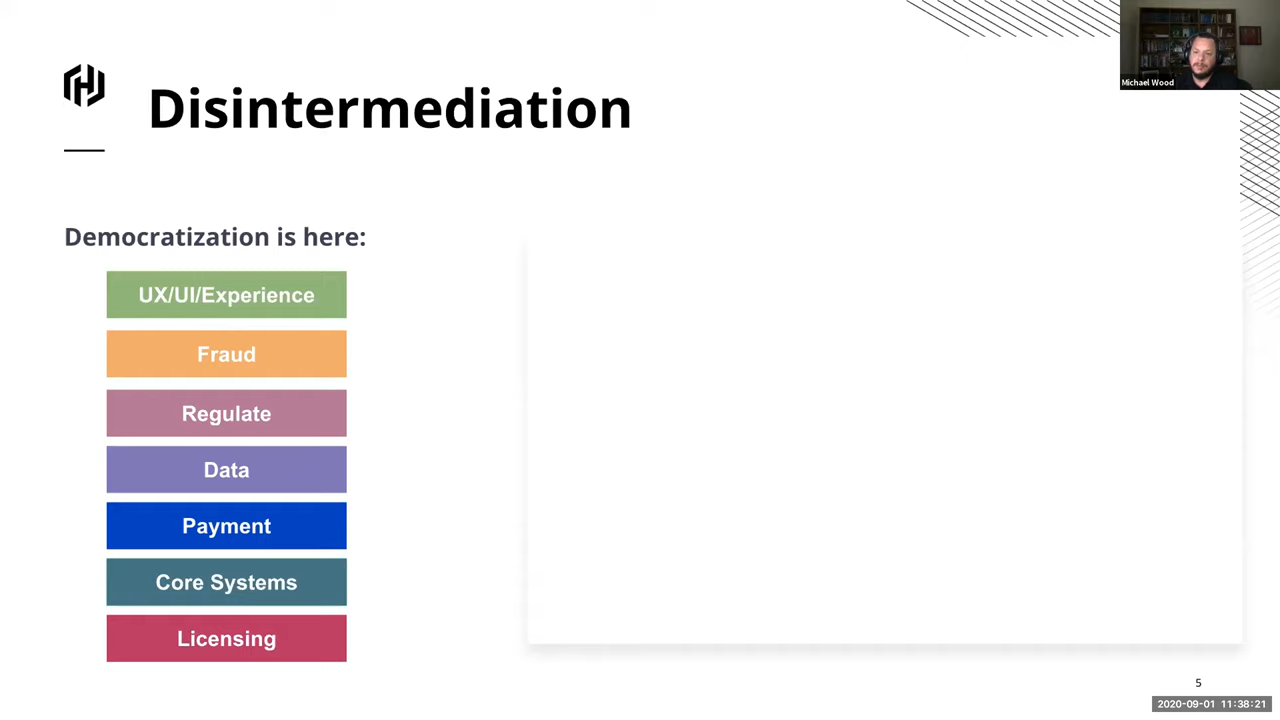 Michael Wood
Disintermediation
Democratization is here:
UX/UI/Experience
Fraud
Regulate
Data
Payment
Core Systems
Licensing
5
2020-09-01 11:38:21